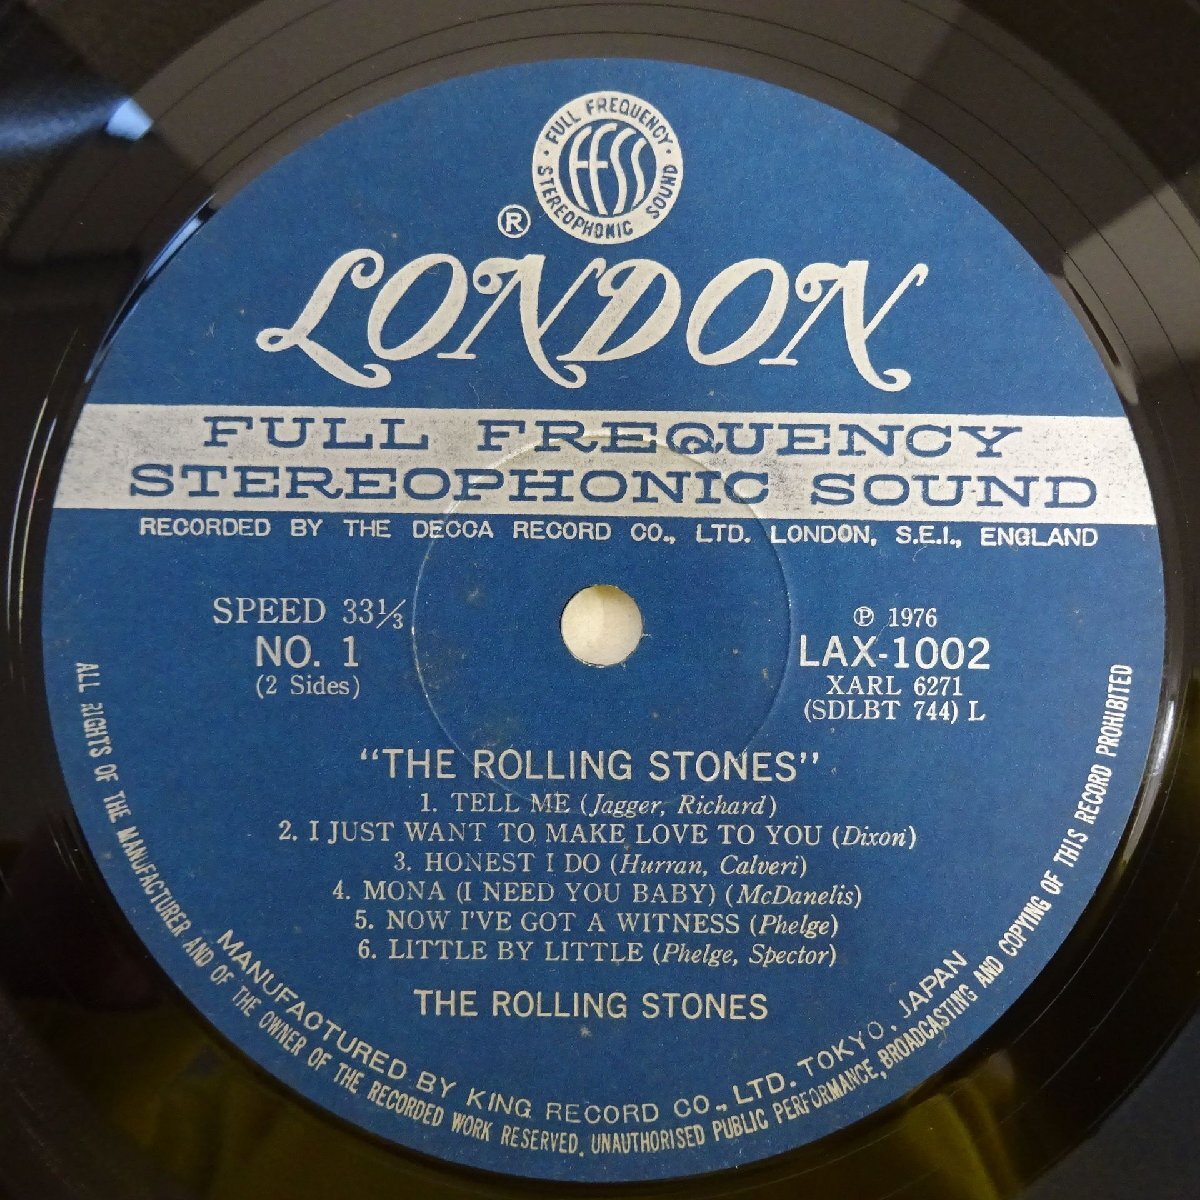 · FULL FREQUENCY ·
STEREOPHONIC SOUND
FFSS
®
LONDON
FULL FREQUENCY
STEREOPHONIC SOUND
RECORDED BY THE DECCA RECORD CO., LTD. LONDON, S.E.I., ENGLAND
SPEED 33⅓
NO. 1
(2 Sides)
℗ 1976
LAX-1002
XARL 6271
(SDLBT 744) L
"THE ROLLING STONES"
1. TELL ME (Jagger, Richard)
2. I JUST WANT TO MAKE LOVE TO YOU (Dixon)
3. HONEST I DO (Hurran, Calveri)
4. MONA (I NEED YOU BABY) (McDanelis)
5. NOW I'VE GOT A WITNESS (Phelge)
6. LITTLE BY LITTLE (Phelge, Spector)
THE ROLLING STONES
MANUFACTURED BY KING RECORD CO., LTD. TOKYO, JAPAN
ALL RIGHTS OF THE MANUFACTURER AND OF THE OWNER OF THE RECORDED WORK RESERVED. UNAUTHORISED PUBLIC PERFORMANCE, BROADCASTING AND COPYING OF THIS RECORD PROHIBITED